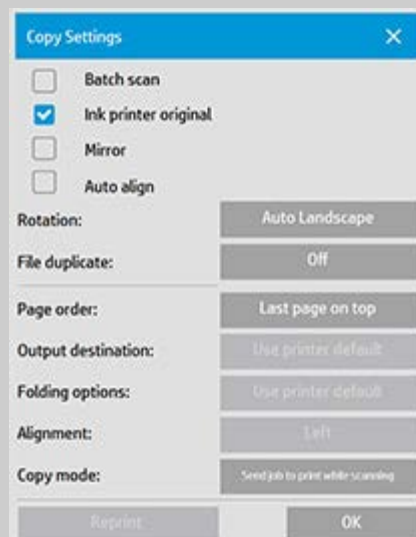 Copy Settings
Batch scan
Ink printer original
Mirror
Auto align
Rotation: Auto Landscape
File duplicate: Off
Page order: Last page on top
Output destination: Use printer default
Folding options: Use printer default
Alignment: Left
Copy mode: Send job to print while scanning
Reprint OK